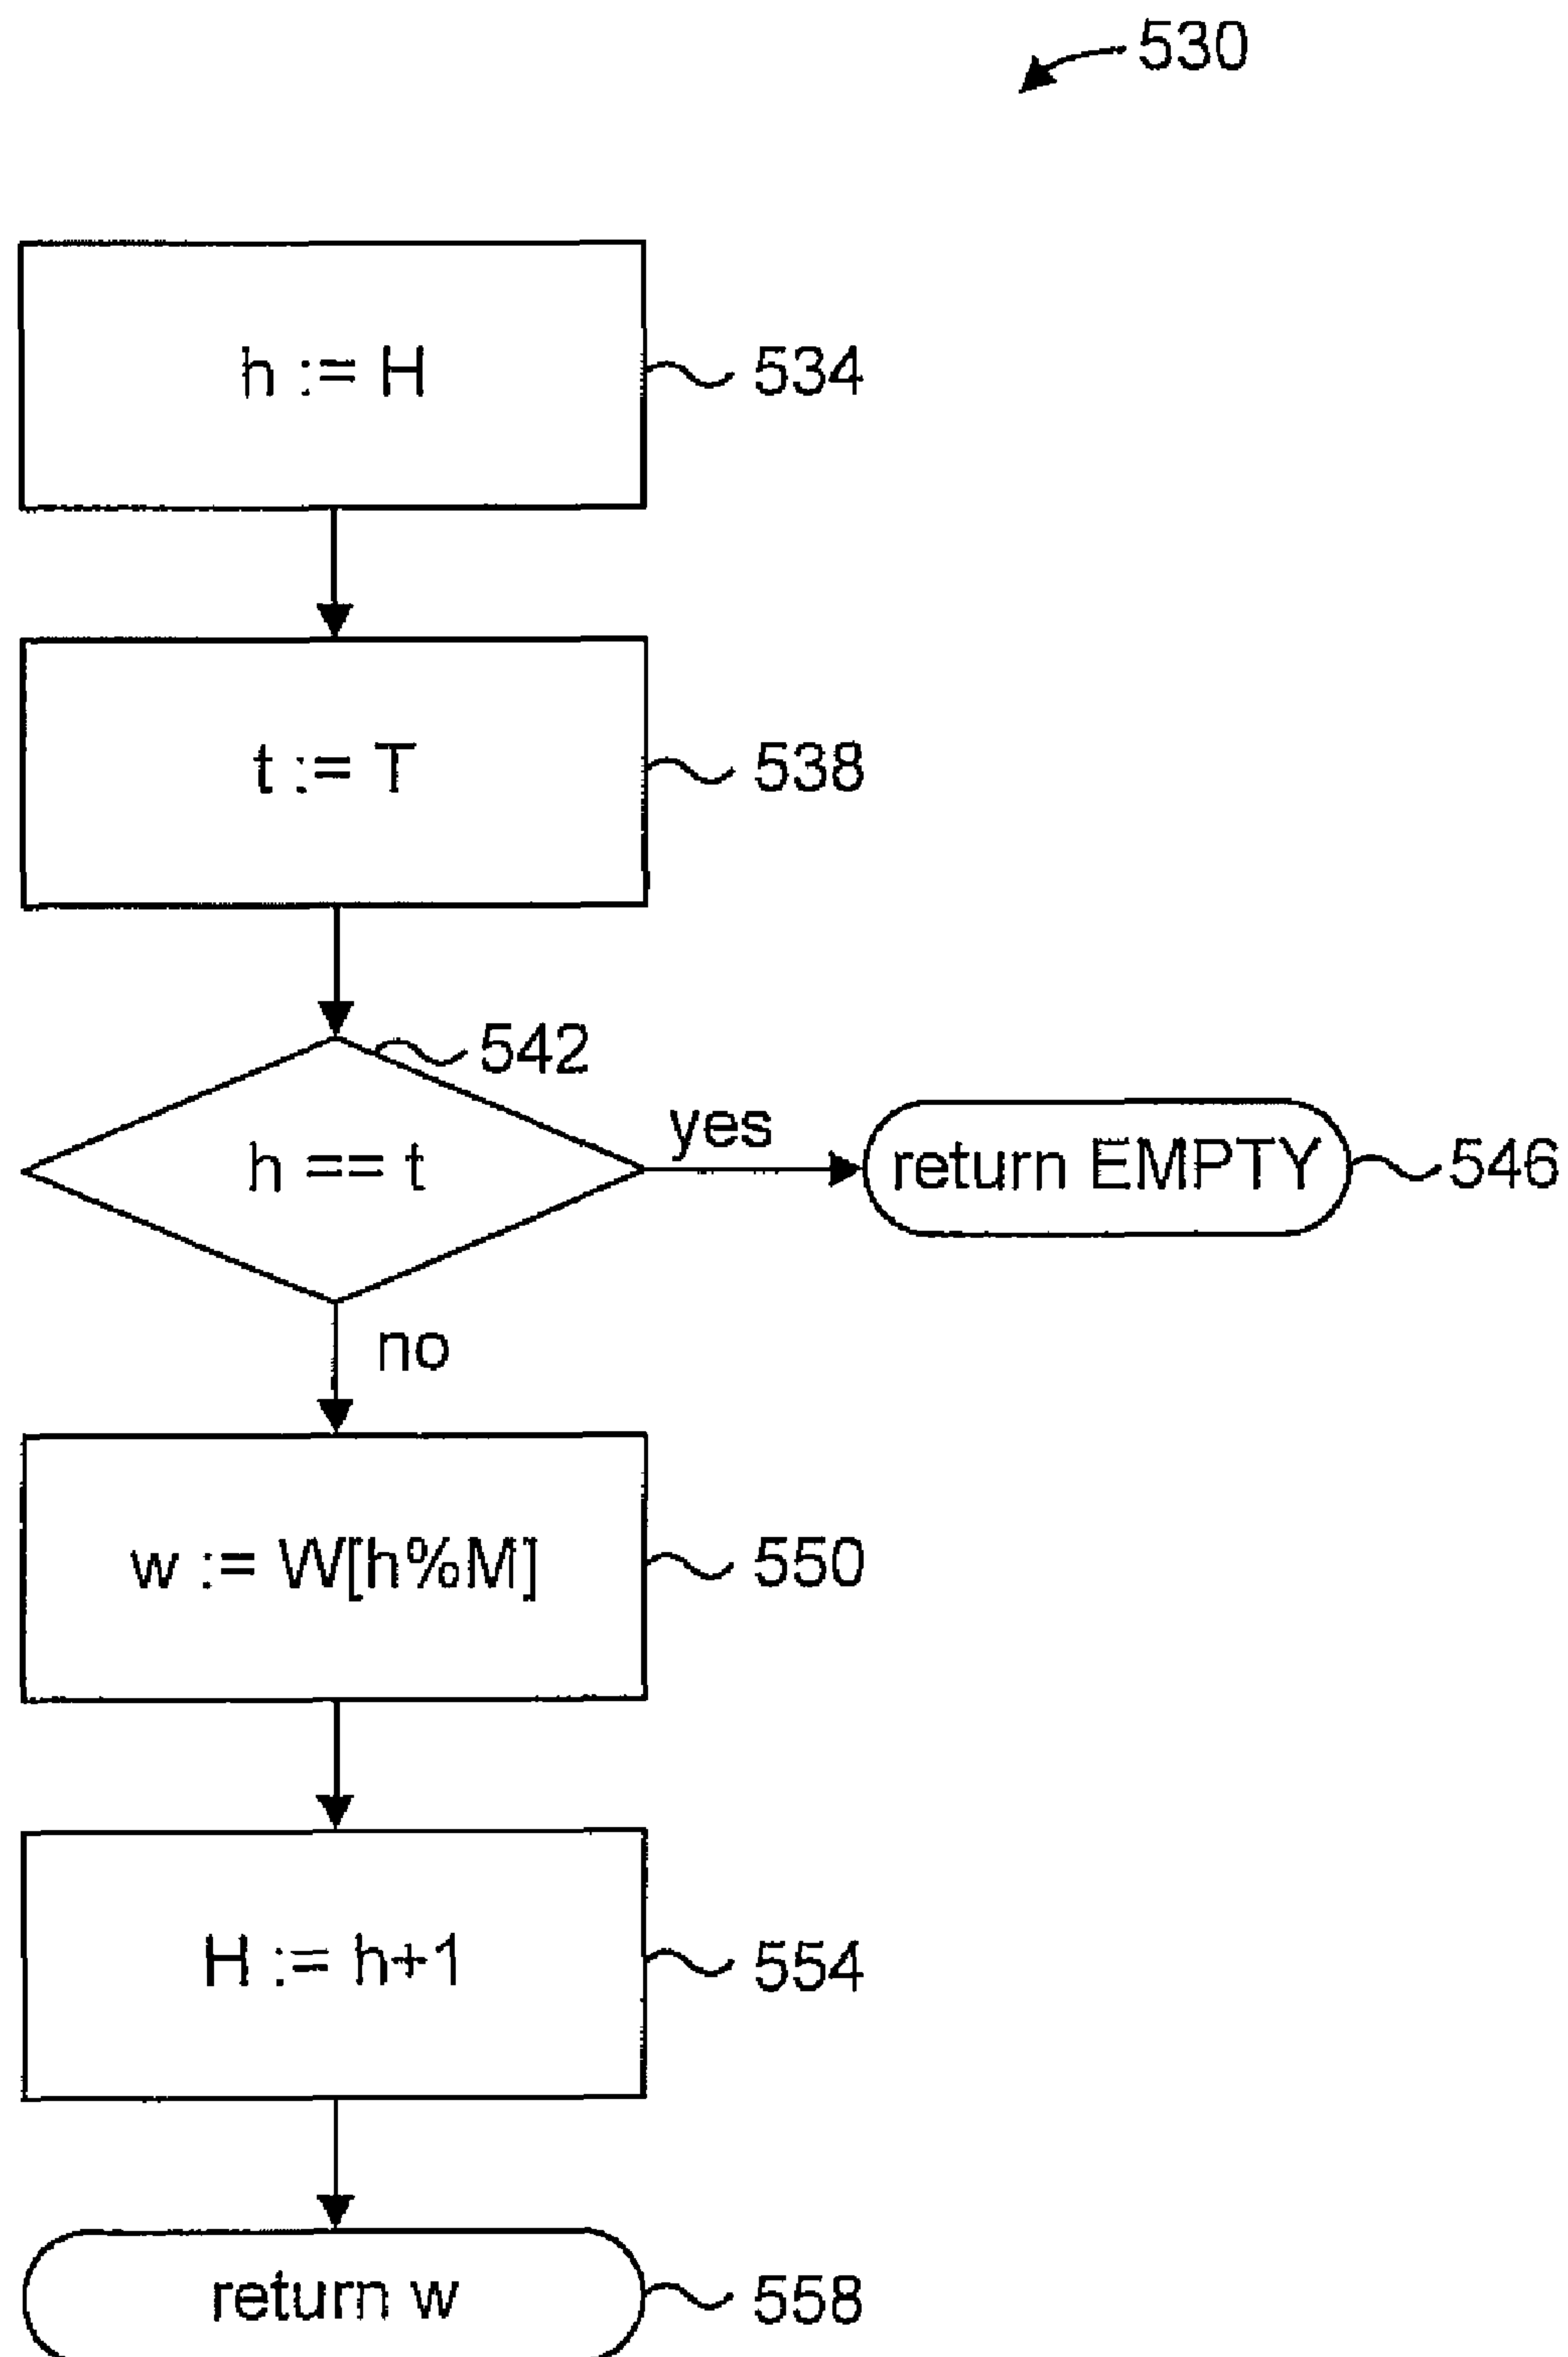 530
h := H
534
t := T
538
542
h == t
yes
return EMPTY
546
no
w := W[h%M]
550
H := h+1
554
return w
558